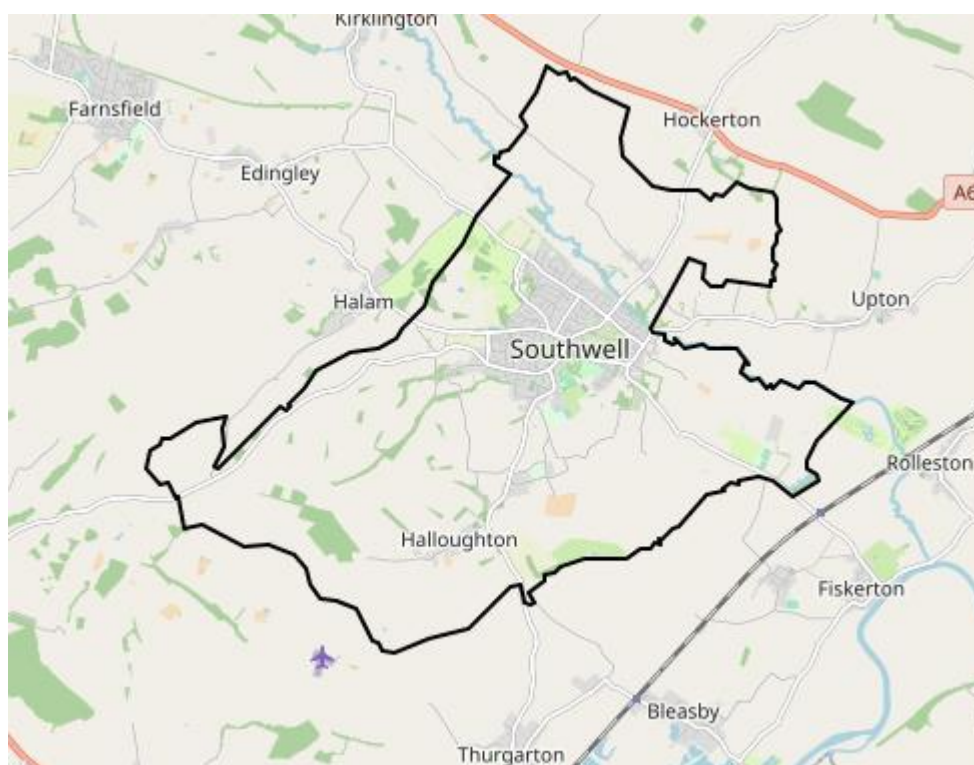 Kirklington
Farnsfield
Hockerton
Edingley
A6
Halam
Upton
Southwell
Rolleston
Halloughton
Fiskerton
Bleasby
Thurgarton